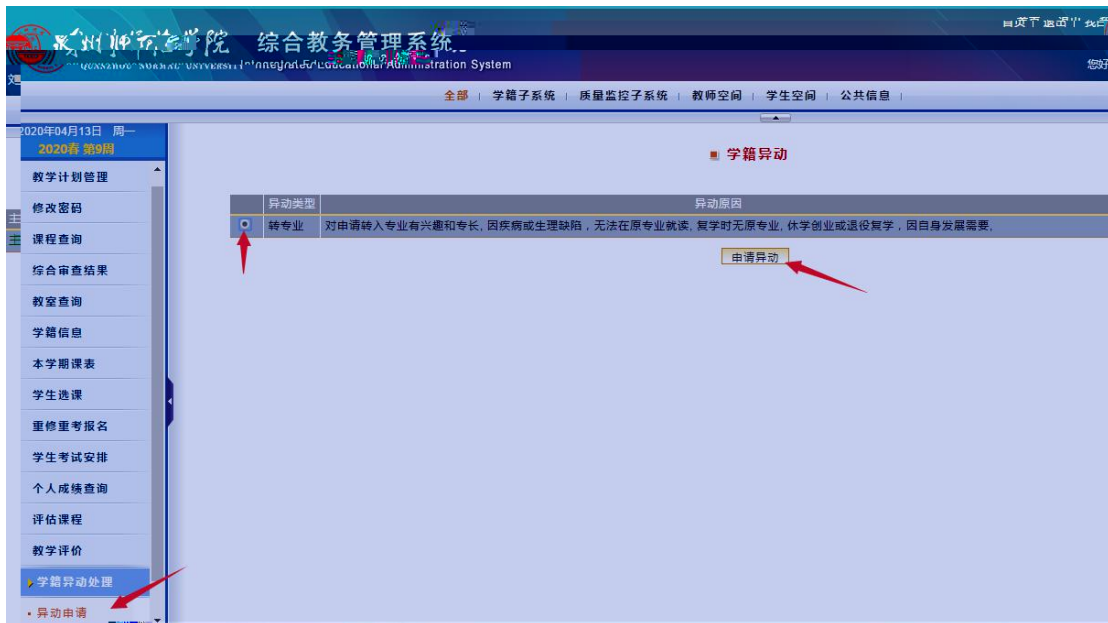 综合教务管理系统
stration System
您好
全部 | 学籍子系统 | 质量监控子系统 | 教师空间 | 学生空间 | 公共信息 |
2020年04月13日 周一
2020春 第9周
学籍异动
教学计划管理
修改密码
课程查询
综合审查结果
教室查询
学籍信息
本学期课表
学生选课
重修重考报名
学生考试安排
个人成绩查询
评估课程
教学评价
学籍异动处理
异动申请
异动类型 异动原因
转专业 对申请转入专业有兴趣和专长, 因疾病或生理缺陷，无法在原专业就读, 复学时无原专业, 休学创业或退役复学，因自身发展需要,
申请异动